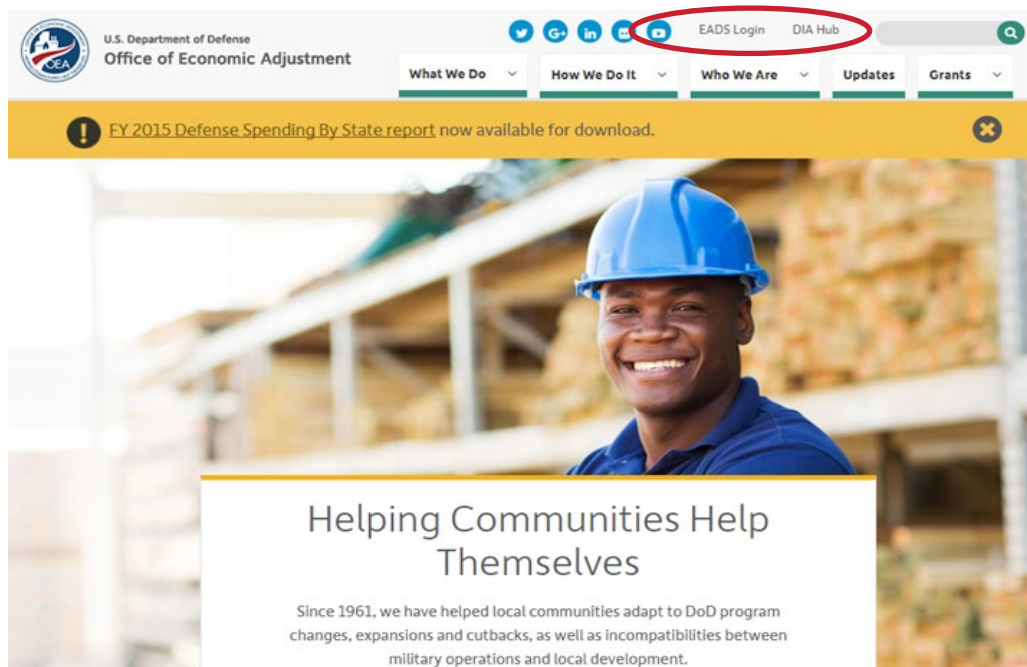 U.S. Department of Defense
Office of Economic Adjustment
OEA
EADS Login DIA Hub
What We Do How We Do It Who We Are Updates Grants
FY 2015 Defense Spending By State report now available for download.
Helping Communities Help
Themselves
Since 1961, we have helped local communities adapt to DoD program
changes, expansions and cutbacks, as well as incompatibilities between
military operations and local development.